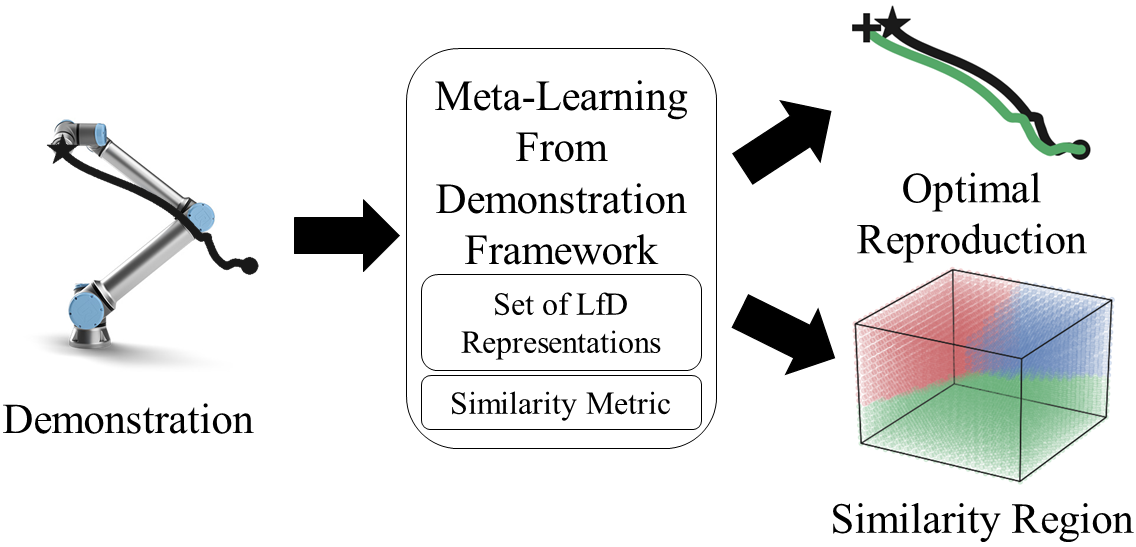 Demonstration
Meta-Learning
From
Demonstration
Framework
Set of LfD
Representations
Similarity Metric
Optimal
Reproduction
Similarity Region